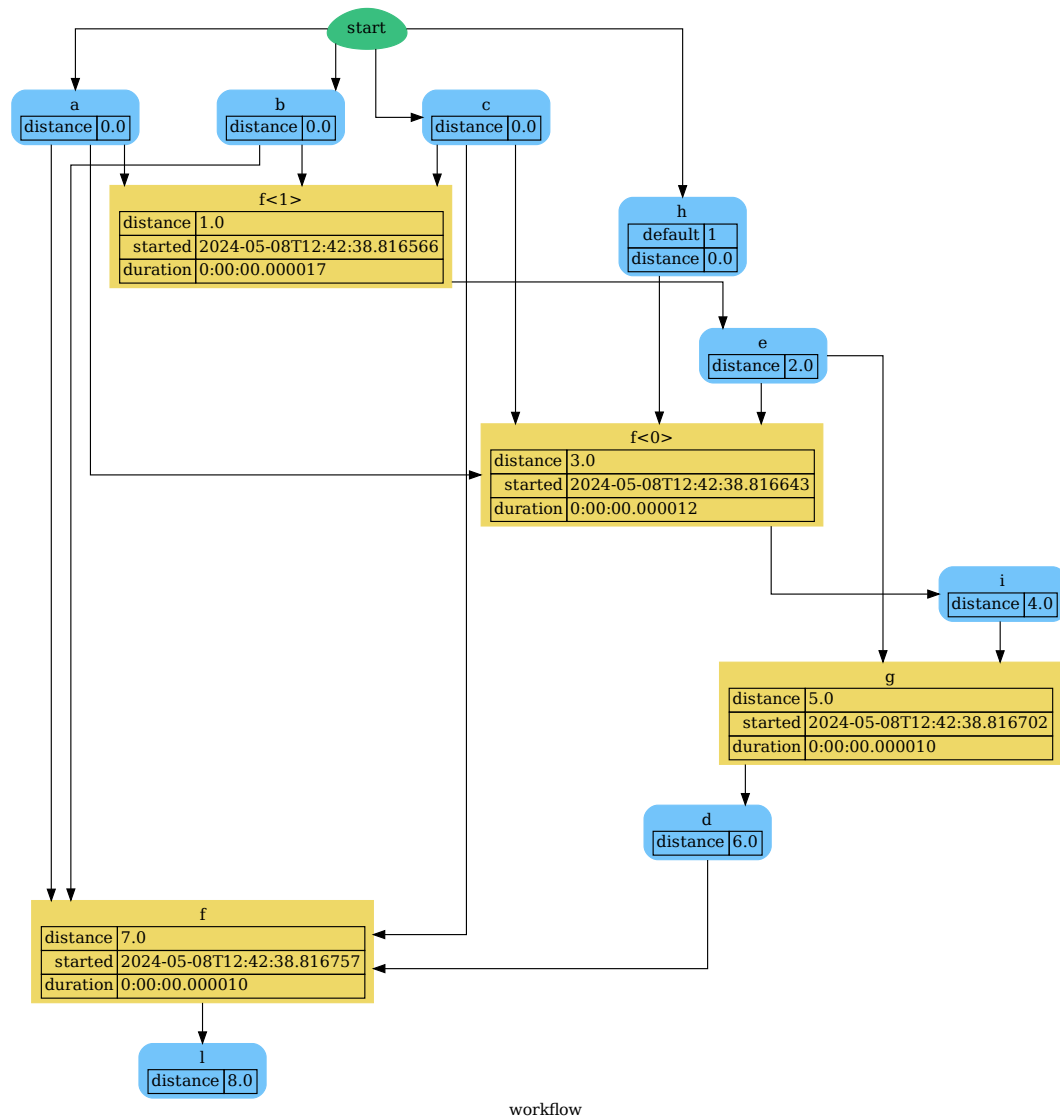 start
a
distance 0.0
b
distance 0.0
c
distance 0.0
f<1>
distance 1.0
started 2024-05-08T12:42:38.816566
duration 0:00:00.000017
h
default 1
distance 0.0
e
distance 2.0
f<0>
distance 3.0
started 2024-05-08T12:42:38.816643
duration 0:00:00.000012
i
distance 4.0
g
distance 5.0
started 2024-05-08T12:42:38.816702
duration 0:00:00.000010
d
distance 6.0
f
distance 7.0
started 2024-05-08T12:42:38.816757
duration 0:00:00.000010
l
distance 8.0
workflow